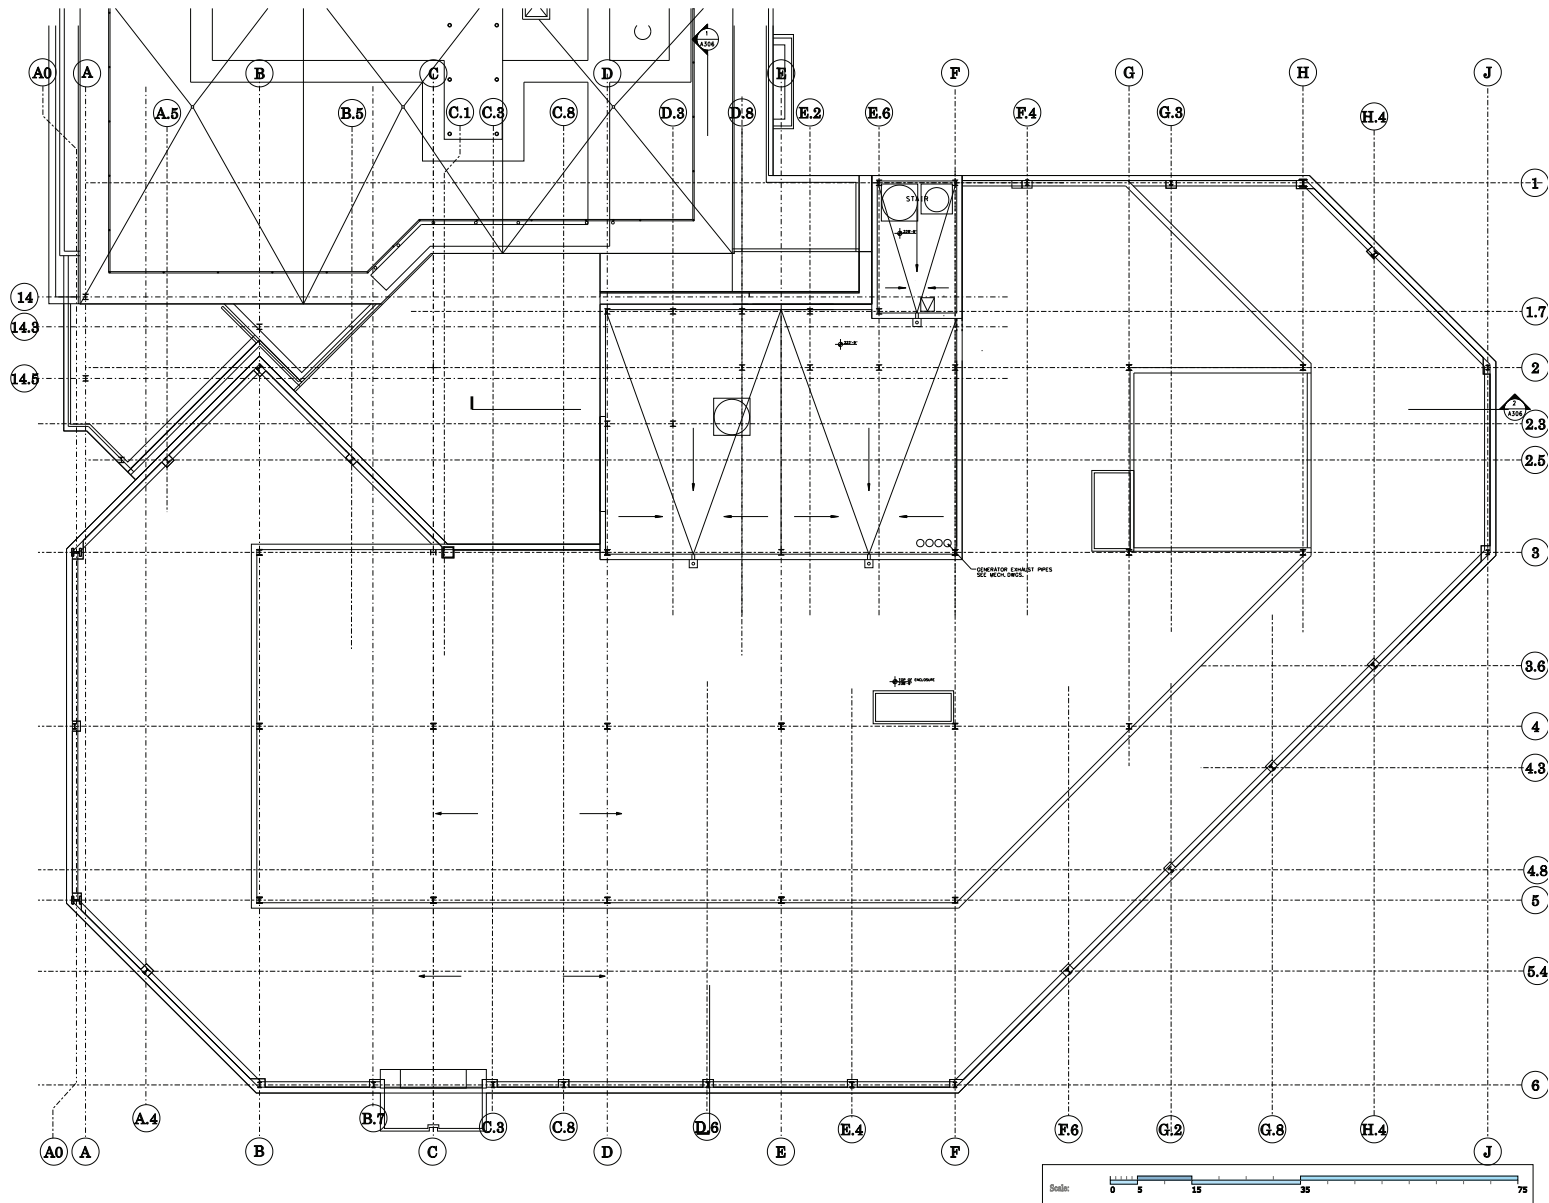 1
A306
A0
A
B
C
D
E
F
G
H
J
A.5
B.5
C.1
C.3
C.8
D.3
D.8
E.2
E.6
F.4
G.3
H.4
1
STAIR
14
1.7
14.3
2
14.5
2
A306
2.3
2.5
3
GENERATOR EXHAUST PIPES
SEE MECH. DWGS.
3.6
ENCLOSURE
4
4.3
4.8
5
5.4
6
A.4
B.7
C.3
C.8
D.6
E.4
F.6
G.2
G.8
H.4
A0
A
B
C
D
E
F
J
Scale:
0 5 15 35 75